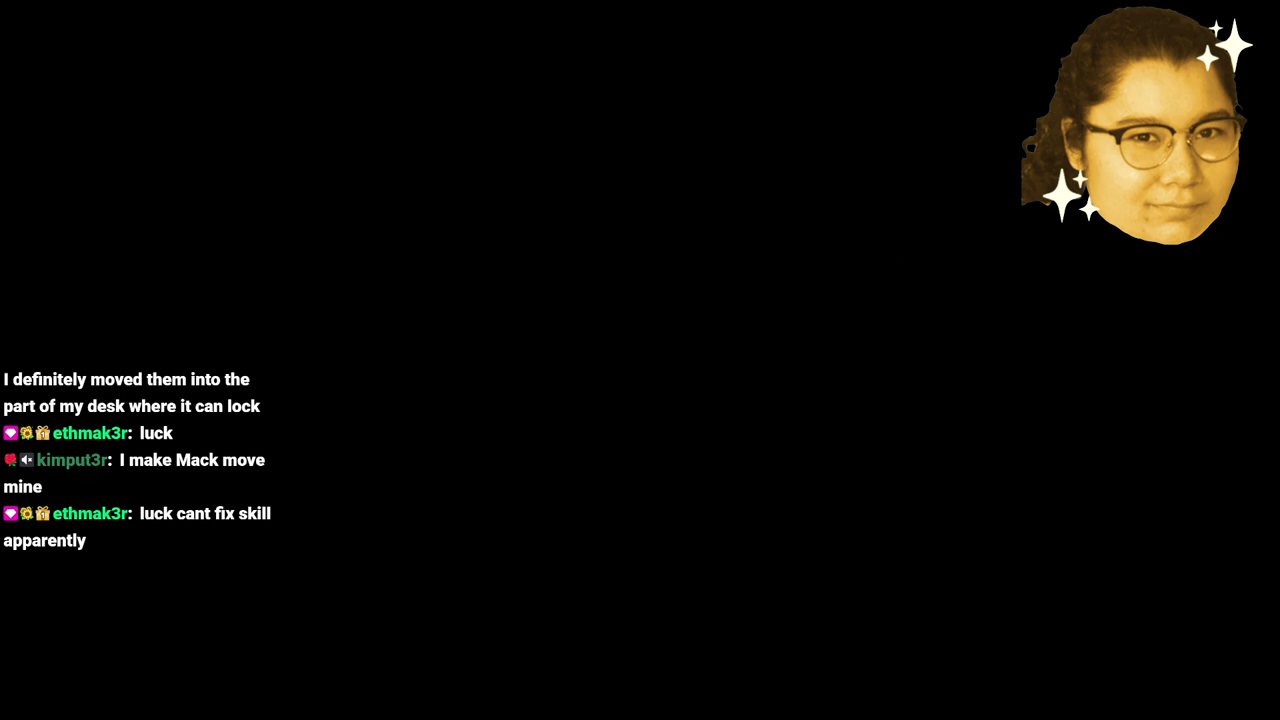 I definitely moved them into the
part of my desk where it can lock
ethmak3r: luck
kimput3r: I make Mack move
mine
ethmak3r: luck cant fix skill
apparently